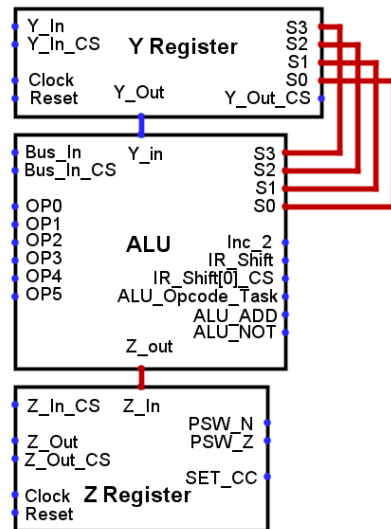 Y_In
Y_In_CS
Clock
Reset
Y Register
Y_Out
S3
S2
S1
S0
Y_Out_CS
Bus_In
Bus_In_CS
OP0
OP1
OP2
OP3
OP4
OP5
Y_in
ALU
Z_out
S3
S2
S1
S0
Inc_2
IR_Shift
IR_Shift[0]_CS
ALU_Opcode_Task
ALU_ADD
ALU_NOT
Z_In_CS
Z_Out
Z_Out_CS
Clock
Reset
Z_In
Z Register
PSW_N
PSW_Z
SET_CC